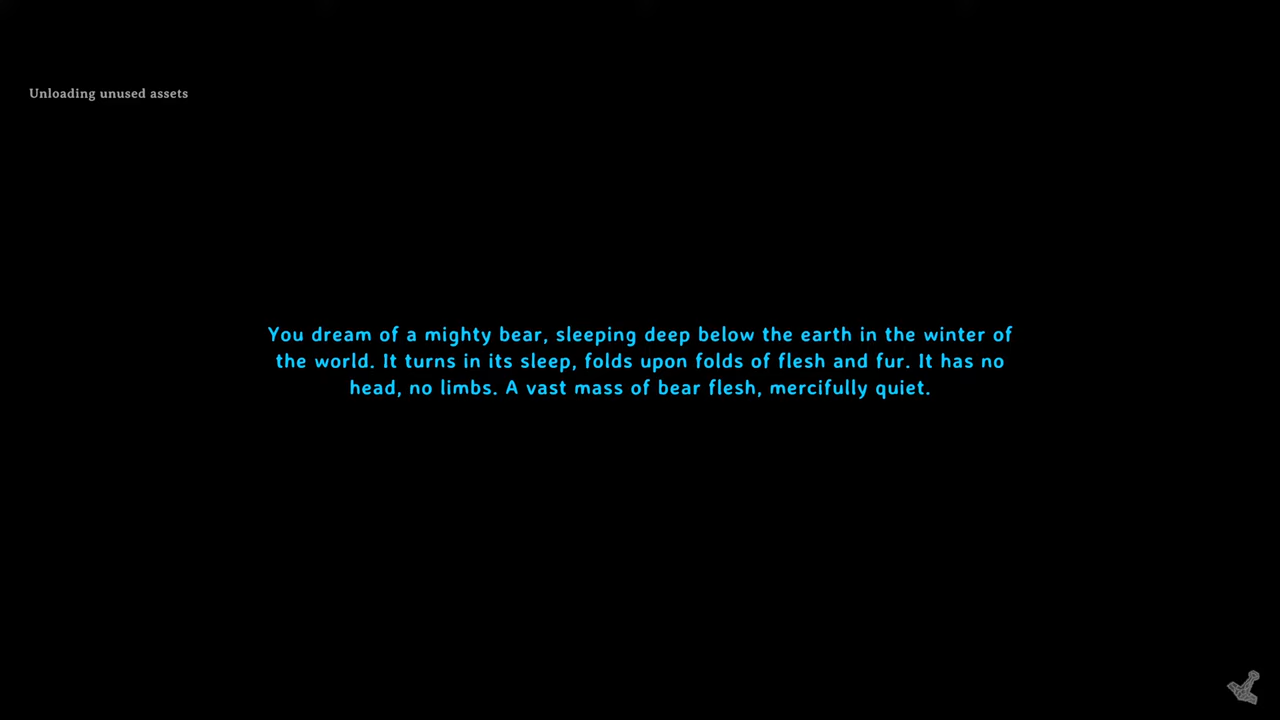 Unloading unused assets
You dream of a mighty bear, sleeping deep below the earth in the winter of
the world. It turns in its sleep, folds upon folds of flesh and fur. It has no
head, no limbs. A vast mass of bear flesh, mercifully quiet.